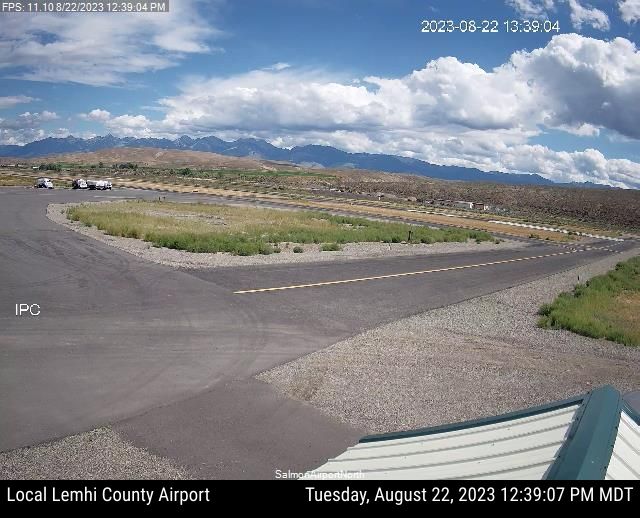 FPS: 11.10 8/22/2023 12:39:04 PM
2023-08-22 13:39:04
IPC
SalmonAirportNorth
Local Lemhi County Airport
Tuesday, August 22, 2023 12:39:07 PM MDT